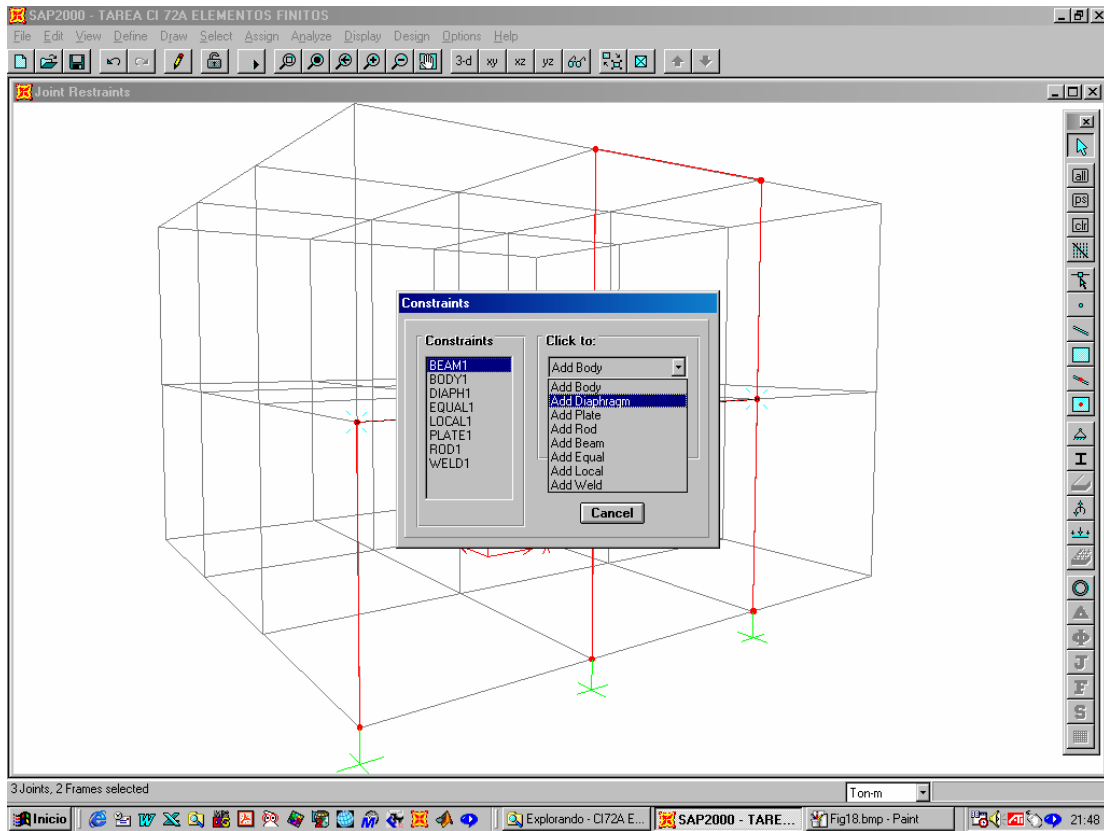 SAP2000 - TAREA CI 72A ELEMENTOS FINITOS
File Edit View Define Draw Select Assign Analyze Display Design Options Help
3-d xy xz yz
Joint Restraints
all
ps
clr
Constraints
Constraints
BEAM1
BODY1
DIAPH1
EQUAL1
LOCAL1
PLATE1
ROD1
WELD1
Click to:
Add Body
Add Body
Add Diaphragm
Add Plate
Add Rod
Add Beam
Add Equal
Add Local
Add Weld
Cancel
J
F
S
3 Joints, 2 Frames selected
Ton-m
Inicio
Explorando - CI72A E...
SAP2000 - TARE...
Fig18.bmp - Paint
21:48